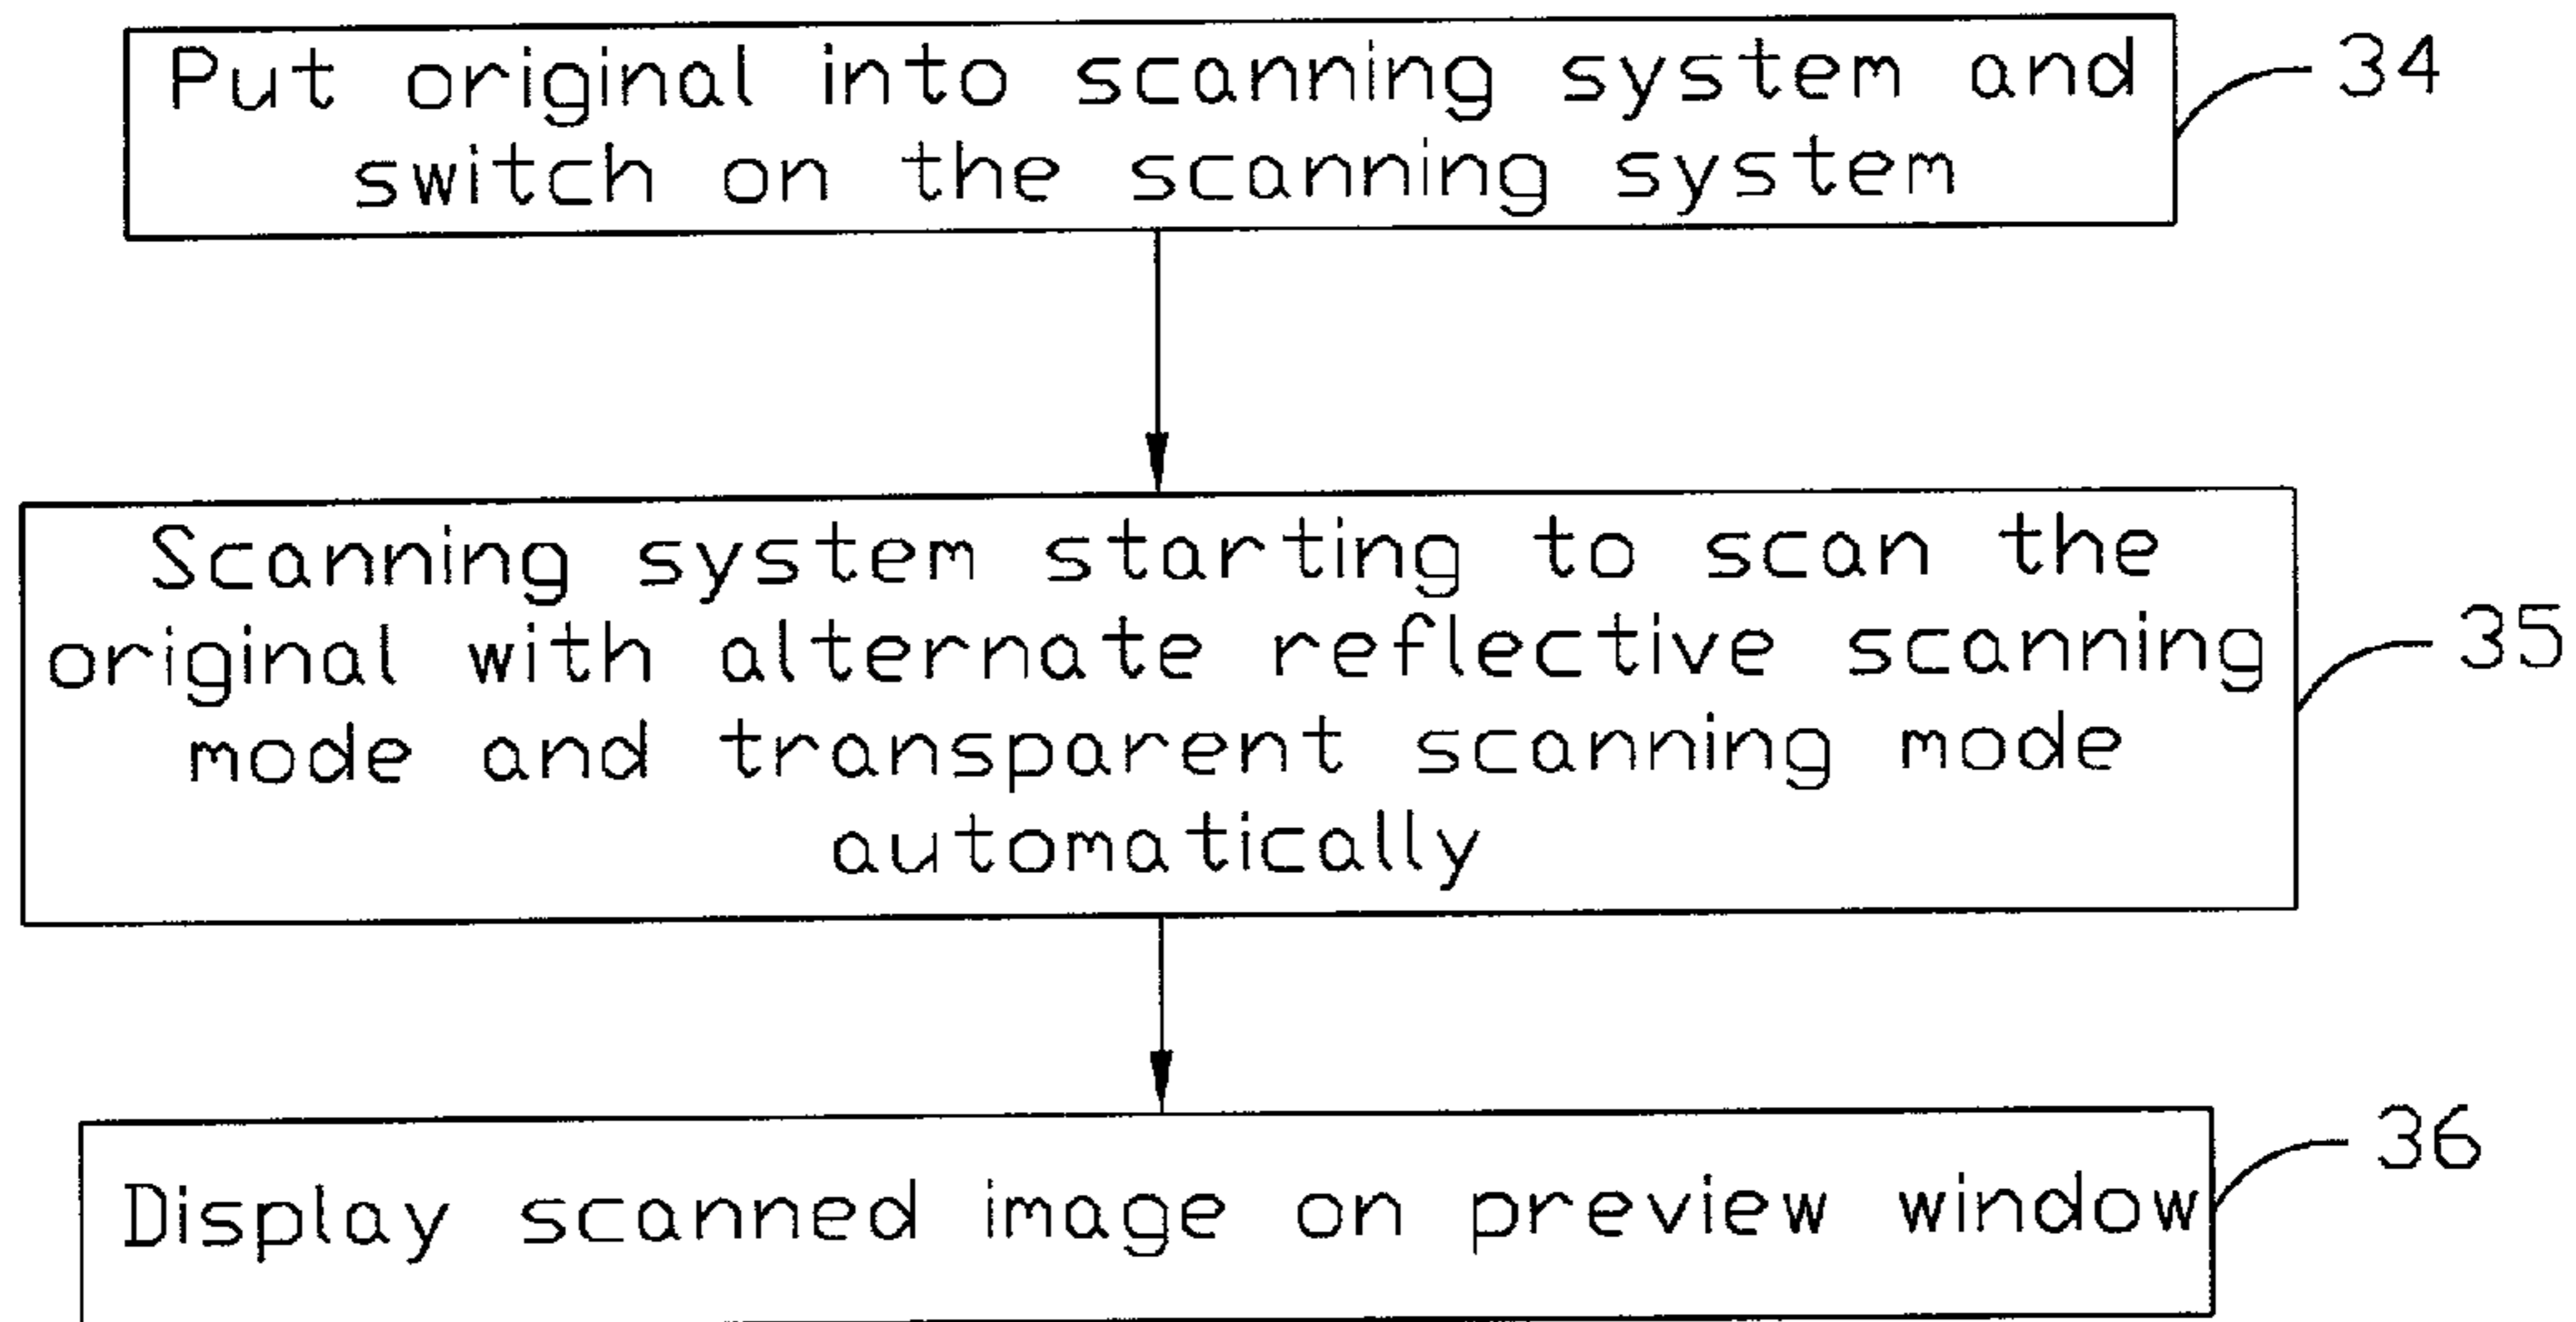 Put original into scanning system and
switch on the scanning system
34
Scanning system starting to scan the
original with alternate reflective scanning
mode and transparent scanning mode
automatically
35
Display scanned image on preview window
36